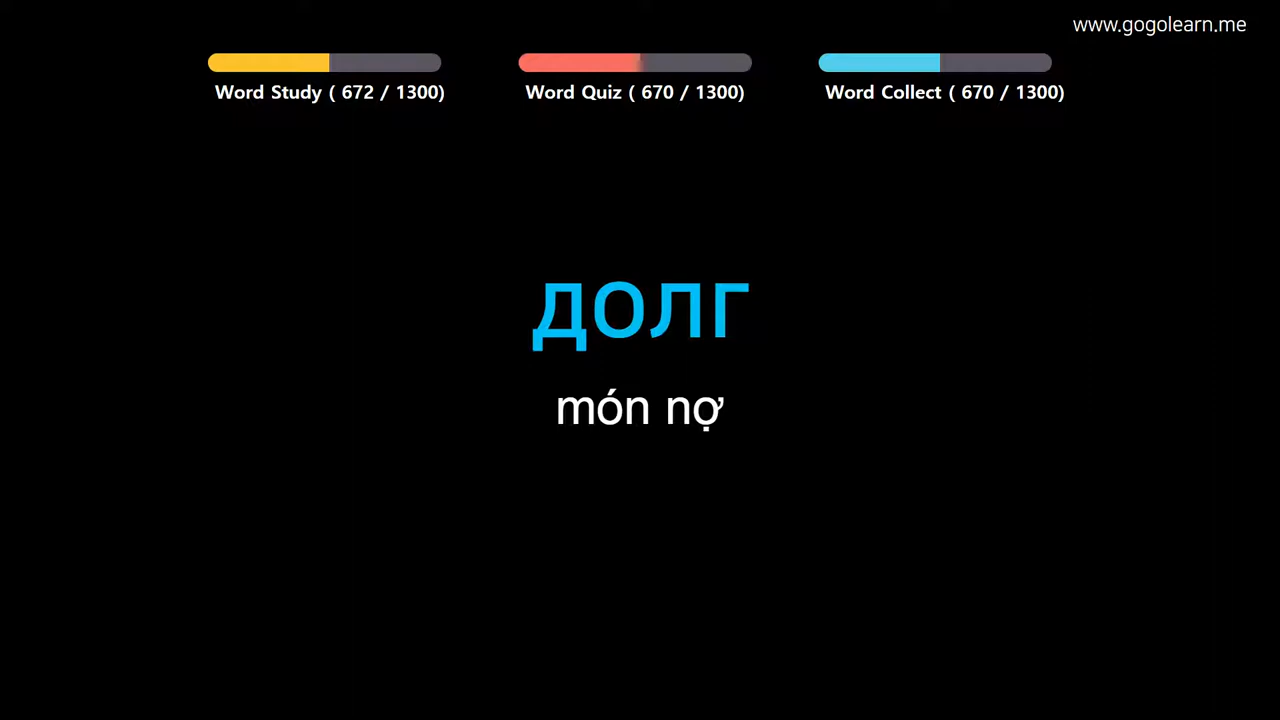 www.gogolearn.me
Word Study ( 672 / 1300)
Word Quiz ( 670 / 1300)
Word Collect ( 670 / 1300)
долг
món nợ